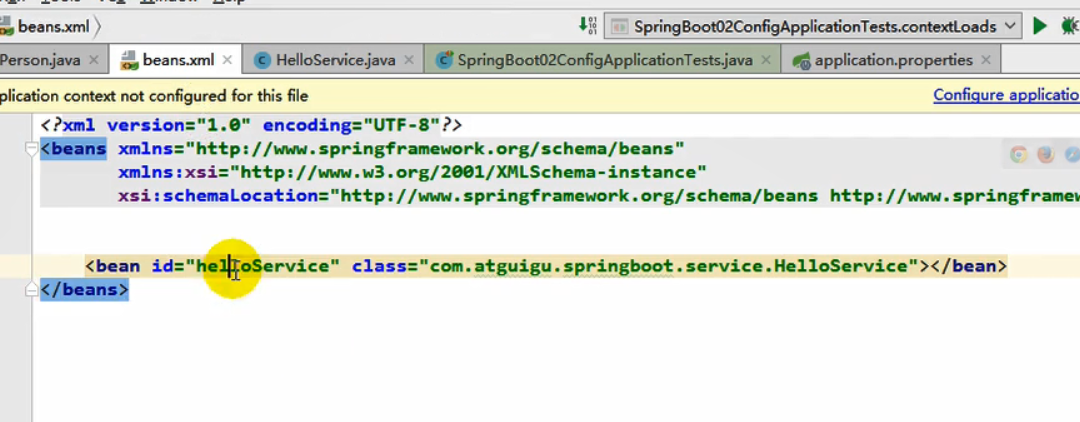 beans.xml
SpringBoot02ConfigApplicationTests.contextLoads
Person.java beans.xml HelloService.java SpringBoot02ConfigApplicationTests.java application.properties
plication context not configured for this file Configure applicatio
<?xml version="1.0" encoding="UTF-8"?>
<beans xmlns="http://www.springframework.org/schema/beans"
xmlns:xsi="http://www.w3.org/2001/XMLSchema-instance"
xsi:schemaLocation="http://www.springframework.org/schema/beans http://www.springframew
<bean id="helloService" class="com.atguigu.springboot.service.HelloService"></bean>
</beans>